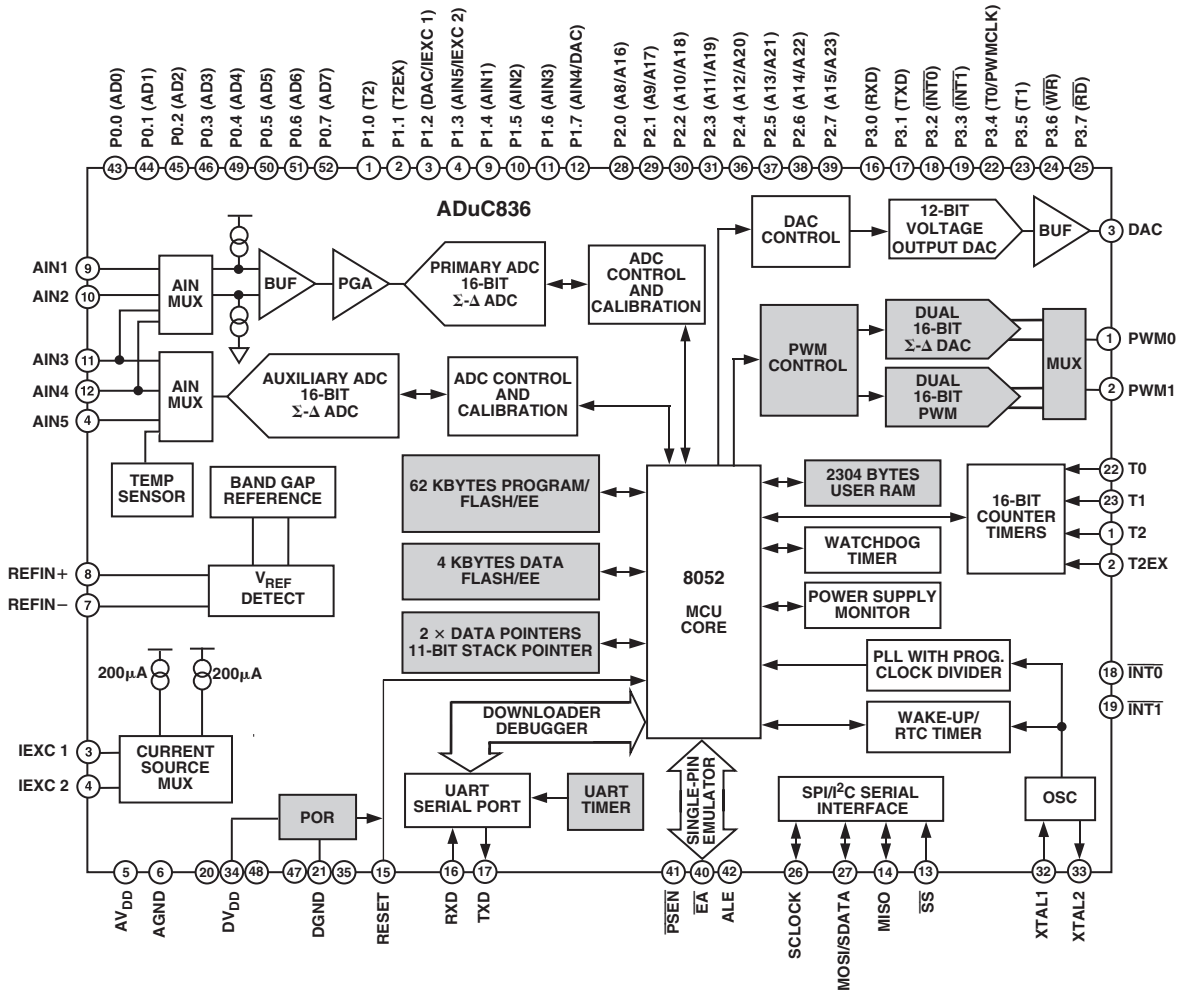 P0.0 (AD0)
P0.1 (AD1)
P0.2 (AD2)
P0.3 (AD3)
P0.4 (AD4)
P0.5 (AD5)
P0.6 (AD6)
P0.7 (AD7)
P1.0 (T2)
P1.1 (T2EX)
P1.2 (DAC/IEXC 1)
P1.3 (AIN5/IEXC 2)
P1.4 (AIN1)
P1.5 (AIN2)
P1.6 (AIN3)
P1.7 (AIN4/DAC)
P2.0 (A8/A16)
P2.1 (A9/A17)
P2.2 (A10/A18)
P2.3 (A11/A19)
P2.4 (A12/A20)
P2.5 (A13/A21)
P2.6 (A14/A22)
P2.7 (A15/A23)
P3.0 (RXD)
P3.1 (TXD)
P3.2 (INT0)
P3.3 (INT1)
P3.4 (T0/PWMCLK)
P3.5 (T1)
P3.6 (WR)
P3.7 (RD)
43 44 45 46 49 50 51 52 1 2 3 4 9 10 11 12 28 29 30 31 36 37 38 39 16 17 18 19 22 23 24 25
ADuC836
AIN1 9
AIN2 10
AIN3 11
AIN4 12
AIN5 4
AIN
MUX
BUF
PGA
PRIMARY ADC
16-BIT
Σ-Δ ADC
ADC
CONTROL
AND
CALIBRATION
DAC
CONTROL
12-BIT
VOLTAGE
OUTPUT DAC
BUF
3 DAC
AIN
MUX
AUXILIARY ADC
16-BIT
Σ-Δ ADC
ADC CONTROL
AND
CALIBRATION
PWM
CONTROL
DUAL
16-BIT
Σ-Δ DAC
DUAL
16-BIT
PWM
MUX
1 PWM0
2 PWM1
TEMP
SENSOR
BAND GAP
REFERENCE
REFIN+ 8
REFIN− 7
VREF
DETECT
62 KBYTES PROGRAM/
FLASH/EE
4 KBYTES DATA
FLASH/EE
2 × DATA POINTERS
11-BIT STACK POINTER
8052
MCU
CORE
2304 BYTES
USER RAM
WATCHDOG
TIMER
POWER SUPPLY
MONITOR
16-BIT
COUNTER
TIMERS
22 T0
23 T1
1 T2
2 T2EX
PLL WITH PROG.
CLOCK DIVIDER
WAKE-UP/
RTC TIMER
18 INT0
19 INT1
200μA
200μA
IEXC 1 3
IEXC 2 4
CURRENT
SOURCE
MUX
DOWNLOADER
DEBUGGER
POR
UART
SERIAL PORT
UART
TIMER
SINGLE-PIN
EMULATOR
SPI/I²C SERIAL
INTERFACE
OSC
5 6 20 34 48 47 21 35 15 16 17 41 40 42 26 27 14 13 32 33
AVDD
AGND
DVDD
DGND
RESET
RXD
TXD
PSEN
EA
ALE
SCLOCK
MOSI/SDATA
MISO
SS
XTAL1
XTAL2